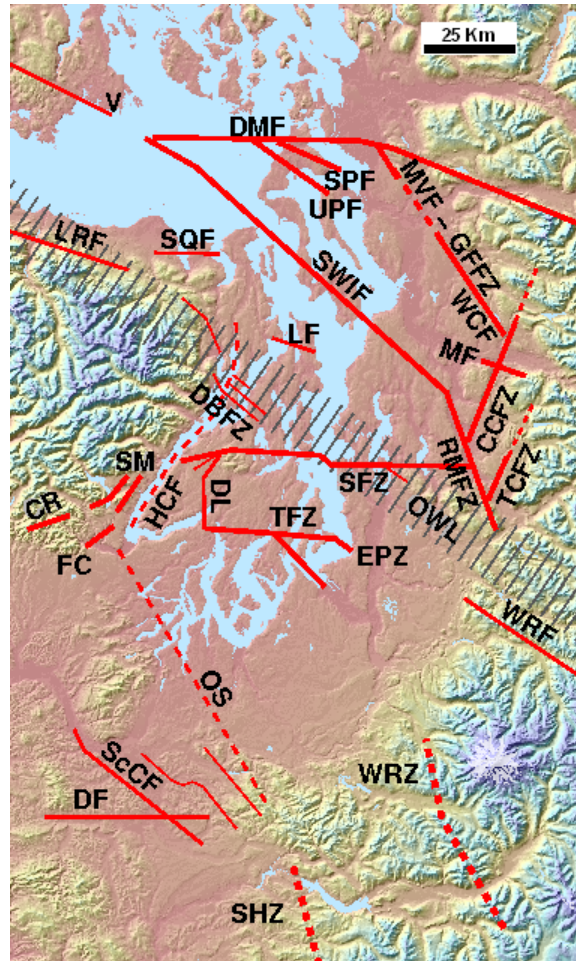 25 Km
V
DMF
SPF
UPF
MVF
GFFZ
LRF
SQF
SWIF
WCF
LF
MF
DBFZ
CCFZ
RMFZ
TCFZ
SM
HCF
DL
SFZ
OWL
CR
TFZ
FC
EPZ
WRF
OS
ScCF
WRZ
DF
SHZ